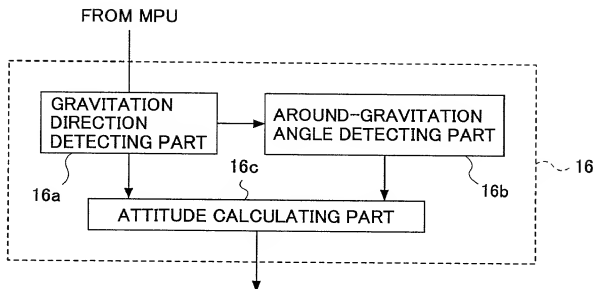 FROM MPU
GRAVITATION
DIRECTION
DETECTING PART
AROUND-GRAVITATION
ANGLE DETECTING PART
16
16a
16c
16b
ATTITUDE CALCULATING PART